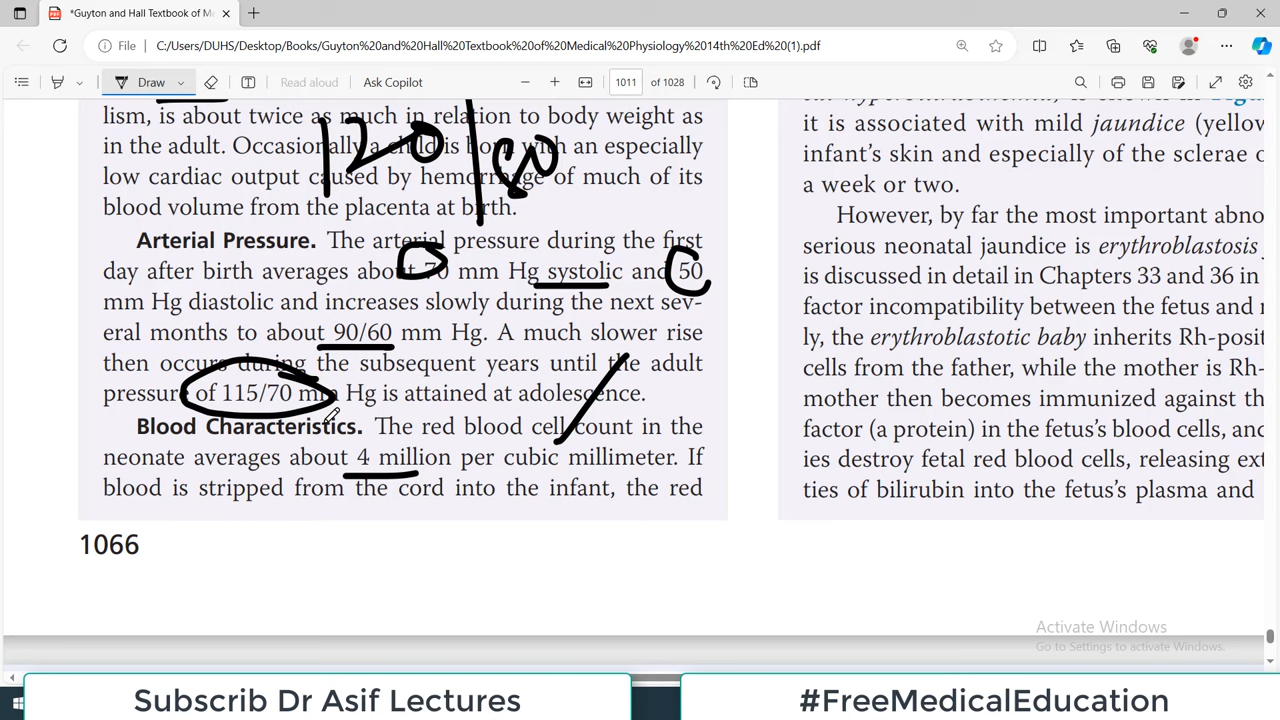 *Guyton and Hall Textbook of Me
File
C:/Users/DUHS/Desktop/Books/Guyton%20and%20Hall%20Textbook%20of%20Medical%20Physiology%2014th%20Ed%20(1).pdf
Draw
Read aloud
Ask Copilot
1011 of 1028
lism, is about twice as much in relation to body weight as
in the adult. Occasionally a child is born with an especially
low cardiac output caused by hemorrhage of much of its
blood volume from the placenta at birth.
120/80
Arterial Pressure. The arterial pressure during the first
day after birth averages about 70 mm Hg systolic and 50
mm Hg diastolic and increases slowly during the next sev-
eral months to about 90/60 mm Hg. A much slower rise
then occurs during the subsequent years until the adult
pressure of 115/70 mm Hg is attained at adolescence.
Blood Characteristics. The red blood cell count in the
neonate averages about 4 million per cubic millimeter. If
blood is stripped from the cord into the infant, the red
1066
it is associated with mild jaundice (yellow
infant's skin and especially of the sclerae o
a week or two.
However, by far the most important abno
serious neonatal jaundice is erythroblastosis
is discussed in detail in Chapters 33 and 36 in
factor incompatibility between the fetus and
ly, the erythroblastotic baby inherits Rh-posit
cells from the father, while the mother is Rh-
mother then becomes immunized against th
factor (a protein) in the fetus's blood cells, and
ies destroy fetal red blood cells, releasing ext
ties of bilirubin into the fetus's plasma and
Activate Windows
Go to Settings to activate Windows.
Subscrib Dr Asif Lectures
#FreeMedicalEducation